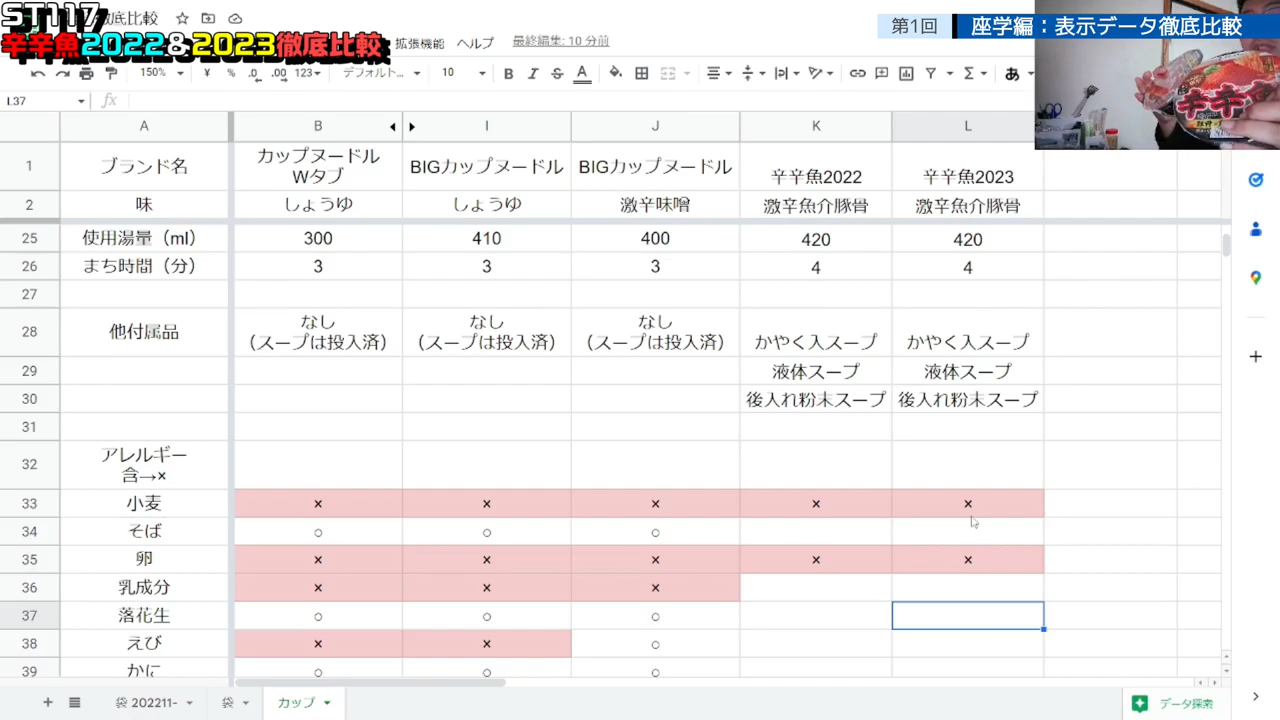 ST117
辛辛魚2022&2023徹底比較
底比較
拡張機能 ヘルプ 最終編集: 10 分前
第1回 座学編：表示データ徹底比較
150% ¥ % .0 .00 123 デフォルト... 10 B I S A Σ あ
L37 fx
A B I J K L
1 ブランド名 カップヌードル Wタブ BIGカップヌードル BIGカップヌードル 辛辛魚2022 辛辛魚2023
2 味 しょうゆ しょうゆ 激辛味噌 激辛魚介豚骨 激辛魚介豚骨
25 使用湯量（ml） 300 410 400 420 420
26 まち時間（分） 3 3 3 4 4
27
28 他付属品 なし （スープは投入済） なし （スープは投入済） なし （スープは投入済） かやく入スープ かやく入スープ
29 液体スープ 液体スープ
30 後入れ粉末スープ 後入れ粉末スープ
31
32 アレルギー 含→×
33 小麦 × × × × ×
34 そば ○ ○ ○
35 卵 × × × × ×
36 乳成分 × × ×
37 落花生 ○ ○ ○
38 えび × × ○
39 かに ○ ○ ○
袋 202211- 袋 カップ データ探索
辛辛魚